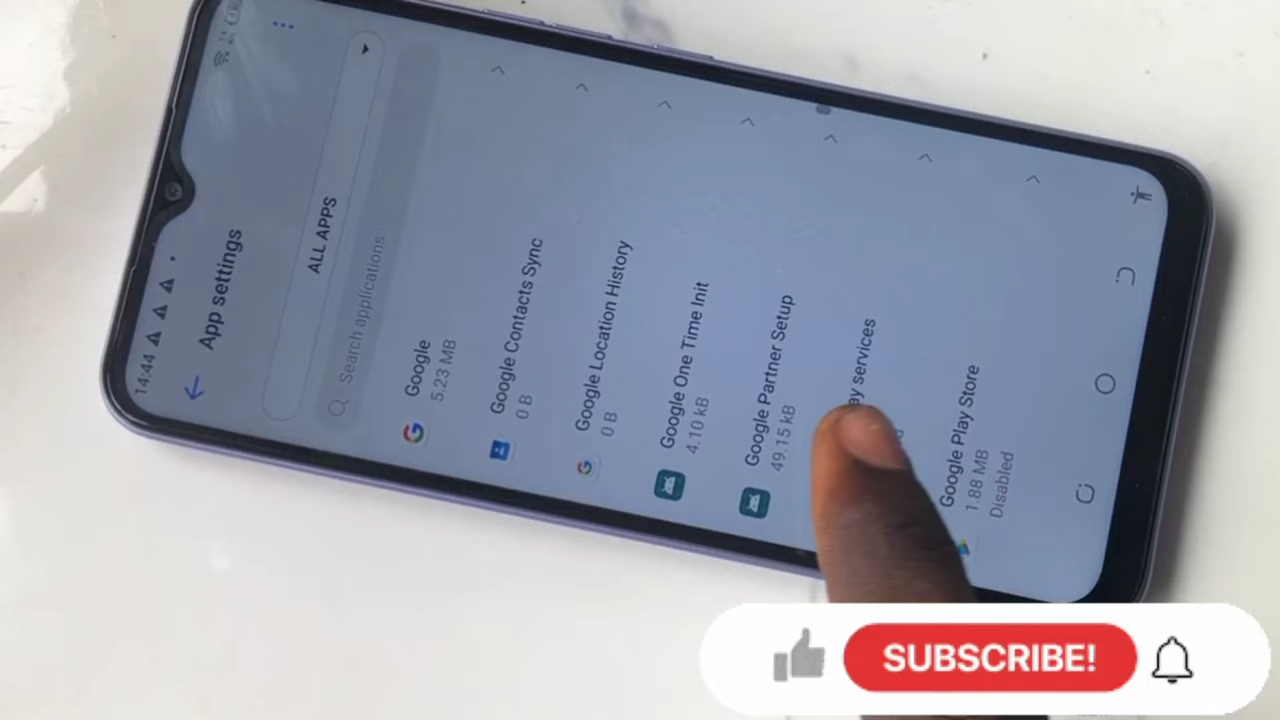 14:44
App settings
ALL APPS
Search applications
Google
5.23 MB
Google Contacts Sync
0 B
Google Location History
0 B
Google One Time Init
4.10 kB
Google Partner Setup
49.15 kB
services
Google Play Store
1.88 MB
Disabled
SUBSCRIBE!